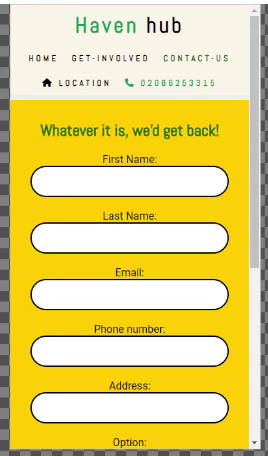 Haven hub
HOME GET-INVOLVED CONTACT-US
LOCATION 02086253315
Whatever it is, we'd get back!
First Name:
Last Name:
Email:
Phone number:
Address:
Option: